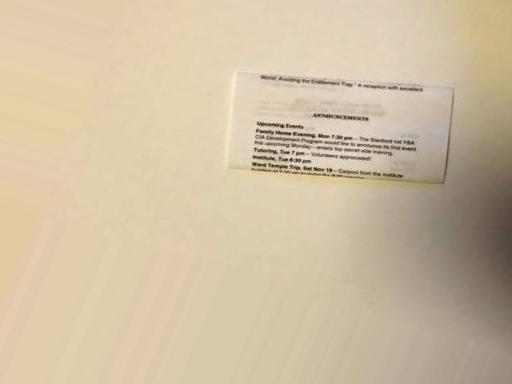 World: Avoiding the Entitlement Trap." A reception with excellent
ANNOUNCEMENTS
Upcoming Events
Family Home Evening, Mon 7:30 pm – The Stanford 1st YSA
CIA Development Program would like to announce its first event
this upcoming Monday-- entails top secret elite training.
Tutoring, Tue 7 pm – Volunteers appreciated!
Institute, Tue 8:30 pm
Ward Temple Trip, Sat Nov 19 – Carpool from the Institute